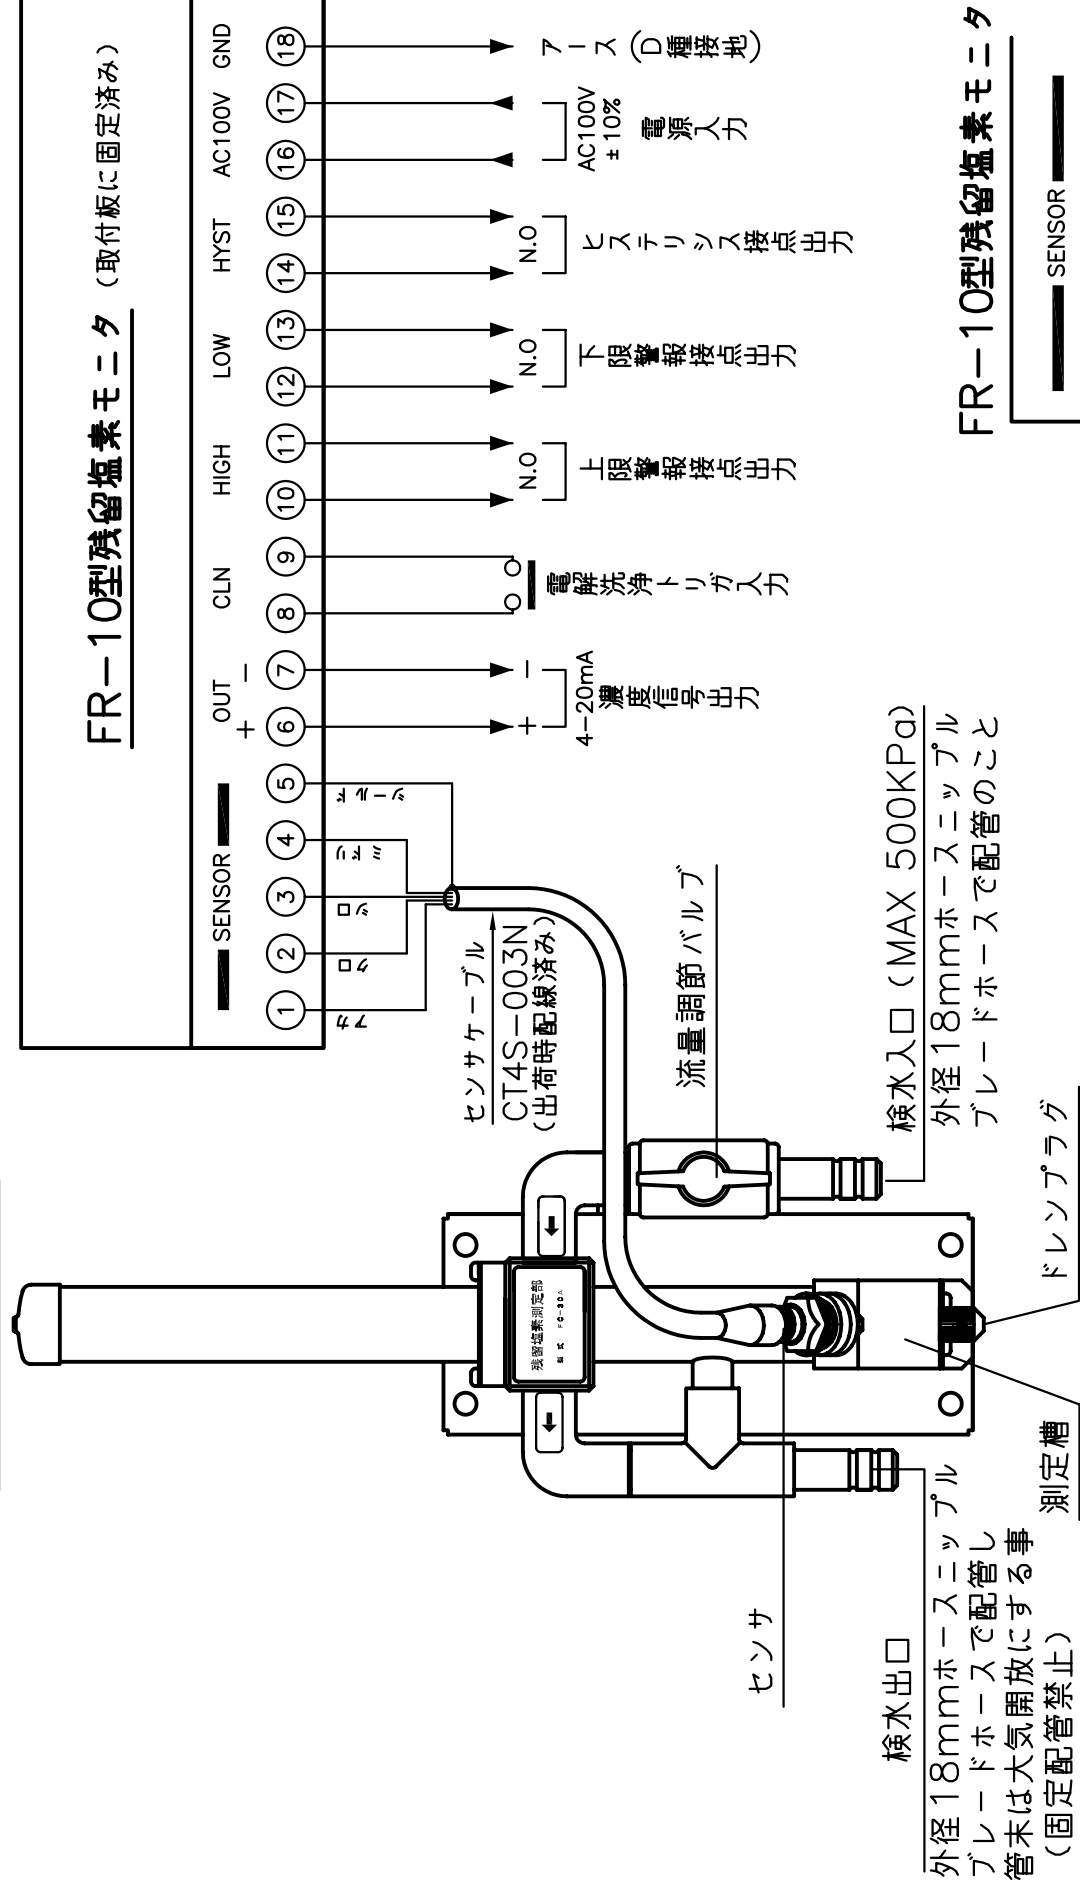 FR−10型残留塩素モニタ（取付板に固定済み）
SENSOR
OUT
+ −
CLN
HIGH
LOW
HYST
AC100V
GND
1 2 3 4 5 6 7 8 9 10 11 12 13 14 15 16 17 18
アカ
クロ
シロ
ミドリ
シールド
+ −
4−20mA
濃度信号出力
電解洗浄トリガ入力
N.O
上限警報接点出力
N.O
下限警報接点出力
N.O
ヒステリシス接点出力
AC100V
±10%
電源入力
アース（D種接地）
センサケーブル
CT4S−003N
（出荷時配線済み）
流量調節バルブ
検水入口（MAX 500KPa）
外径18mmホースニップル
ブレードホースで配管のこと
残留塩素測定部
型式: FC-30A
センサ
検水出口
外径18mmホースニップル
ブレードホースで配管し
管末は大気開放にする事
（固定配管禁止）
測定槽
ドレンプラグ
FR−10型残留塩素モニタ
SENSOR